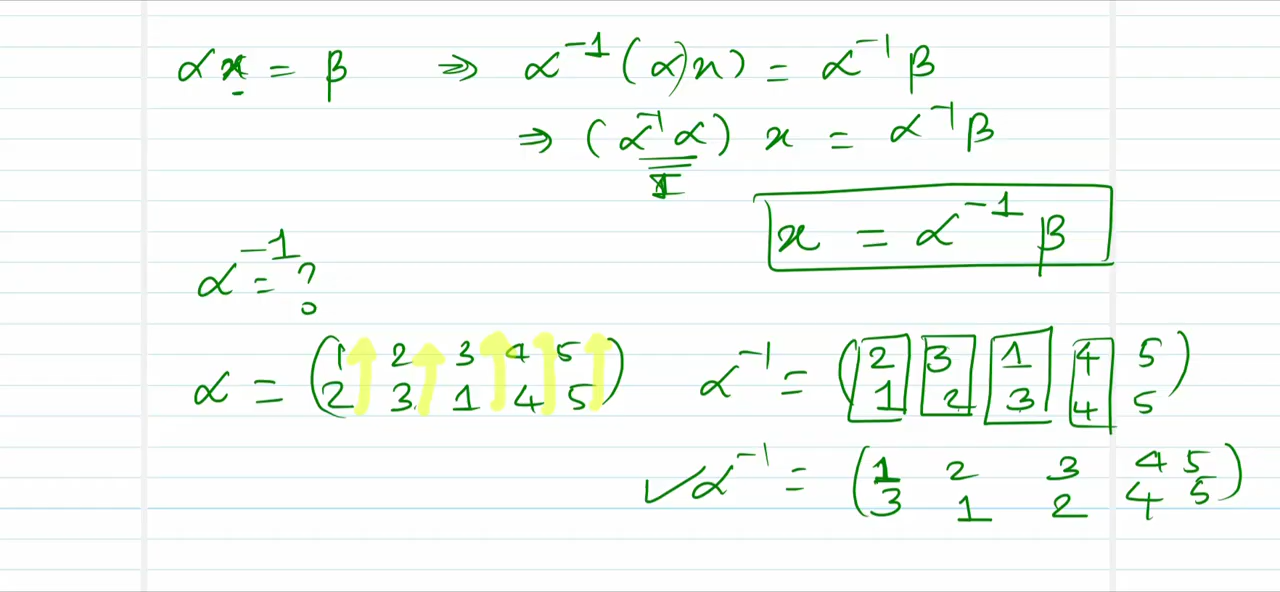 αx = β ⇒ α⁻¹(α)x) = α⁻¹β
⇒ (α⁻¹α) x = α⁻¹β
I
x = α⁻¹ β
α⁻¹ = ?
α = (1 2 3 4 5 α⁻¹ = (2 3 1 4 5
2 3 1 4 5) 1 2 3 4 5)
✓α⁻¹ = (1 2 3 4 5
3 1 2 4 5)